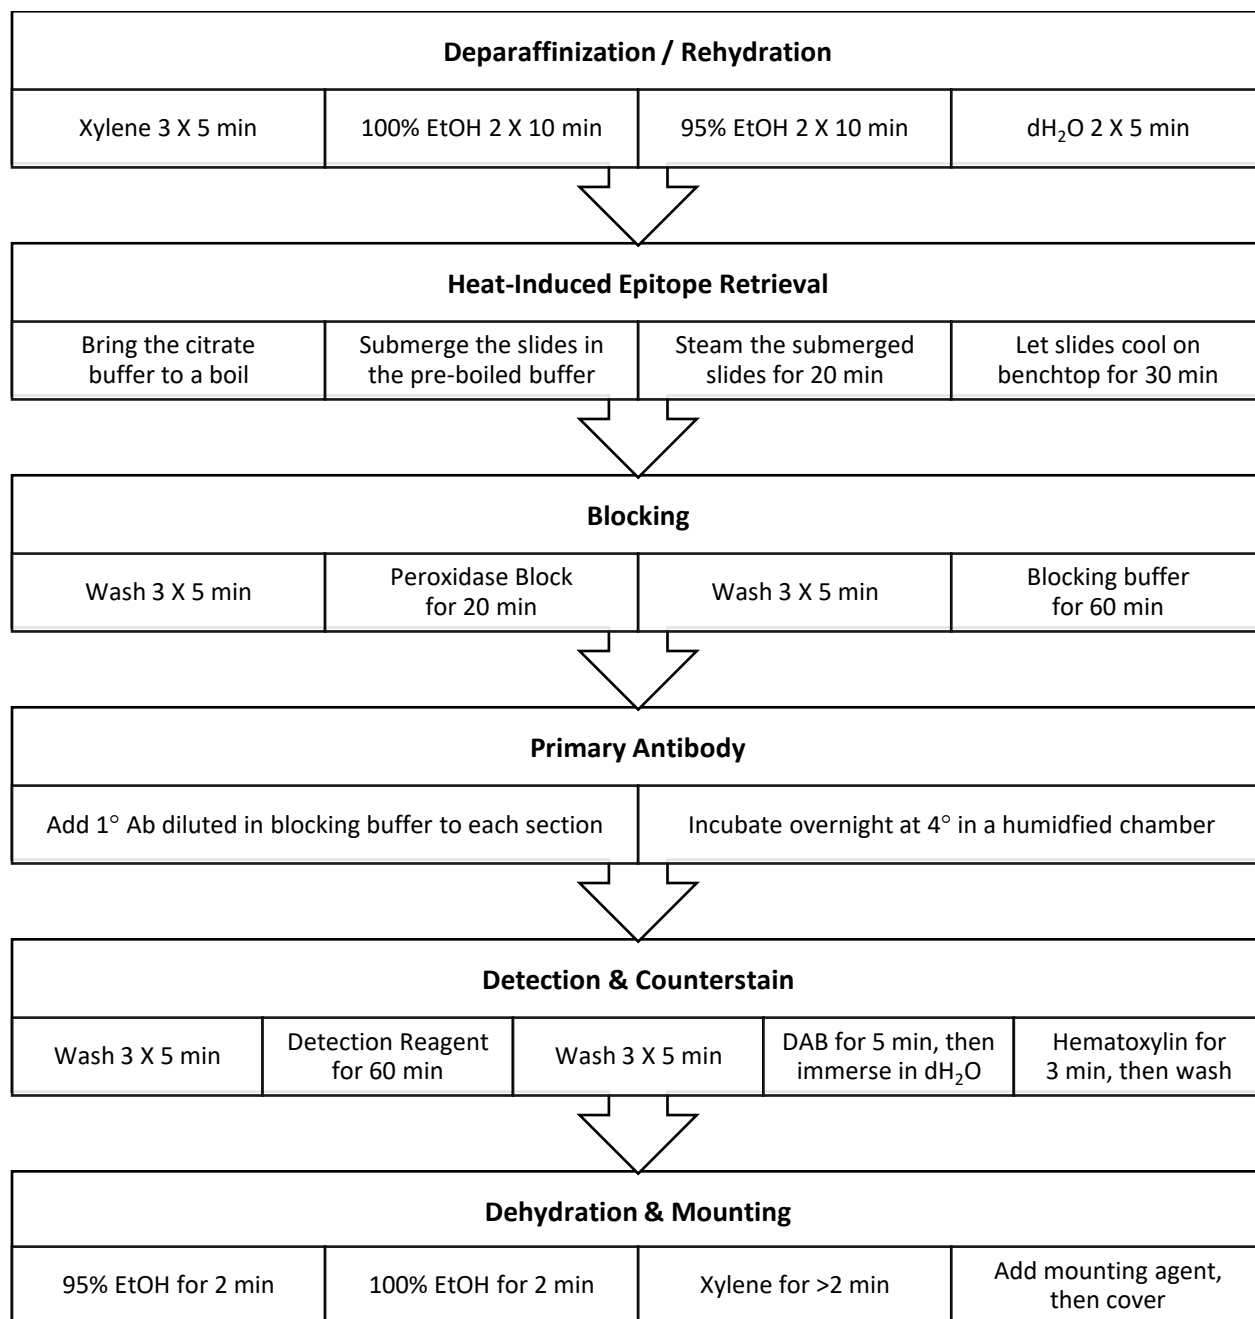 Deparaffinization / Rehydration
Xylene 3 X 5 min
100% EtOH 2 X 10 min
95% EtOH 2 X 10 min
dH₂O 2 X 5 min
Heat-Induced Epitope Retrieval
Bring the citrate
buffer to a boil
Submerge the slides in
the pre-boiled buffer
Steam the submerged
slides for 20 min
Let slides cool on
benchtop for 30 min
Blocking
Wash 3 X 5 min
Peroxidase Block
for 20 min
Wash 3 X 5 min
Blocking buffer
for 60 min
Primary Antibody
Add 1° Ab diluted in blocking buffer to each section
Incubate overnight at 4° in a humidfied chamber
Detection & Counterstain
Wash 3 X 5 min
Detection Reagent
for 60 min
Wash 3 X 5 min
DAB for 5 min, then
immerse in dH₂O
Hematoxylin for
3 min, then wash
Dehydration & Mounting
95% EtOH for 2 min
100% EtOH for 2 min
Xylene for >2 min
Add mounting agent,
then cover